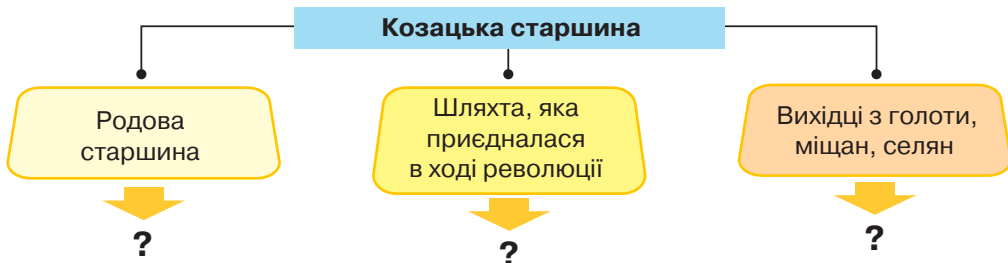 Козацька старшина
Родова
старшина
?
Шляхта, яка
приєдналася
в ході революції
?
Вихідці з голоти,
міщан, селян
?